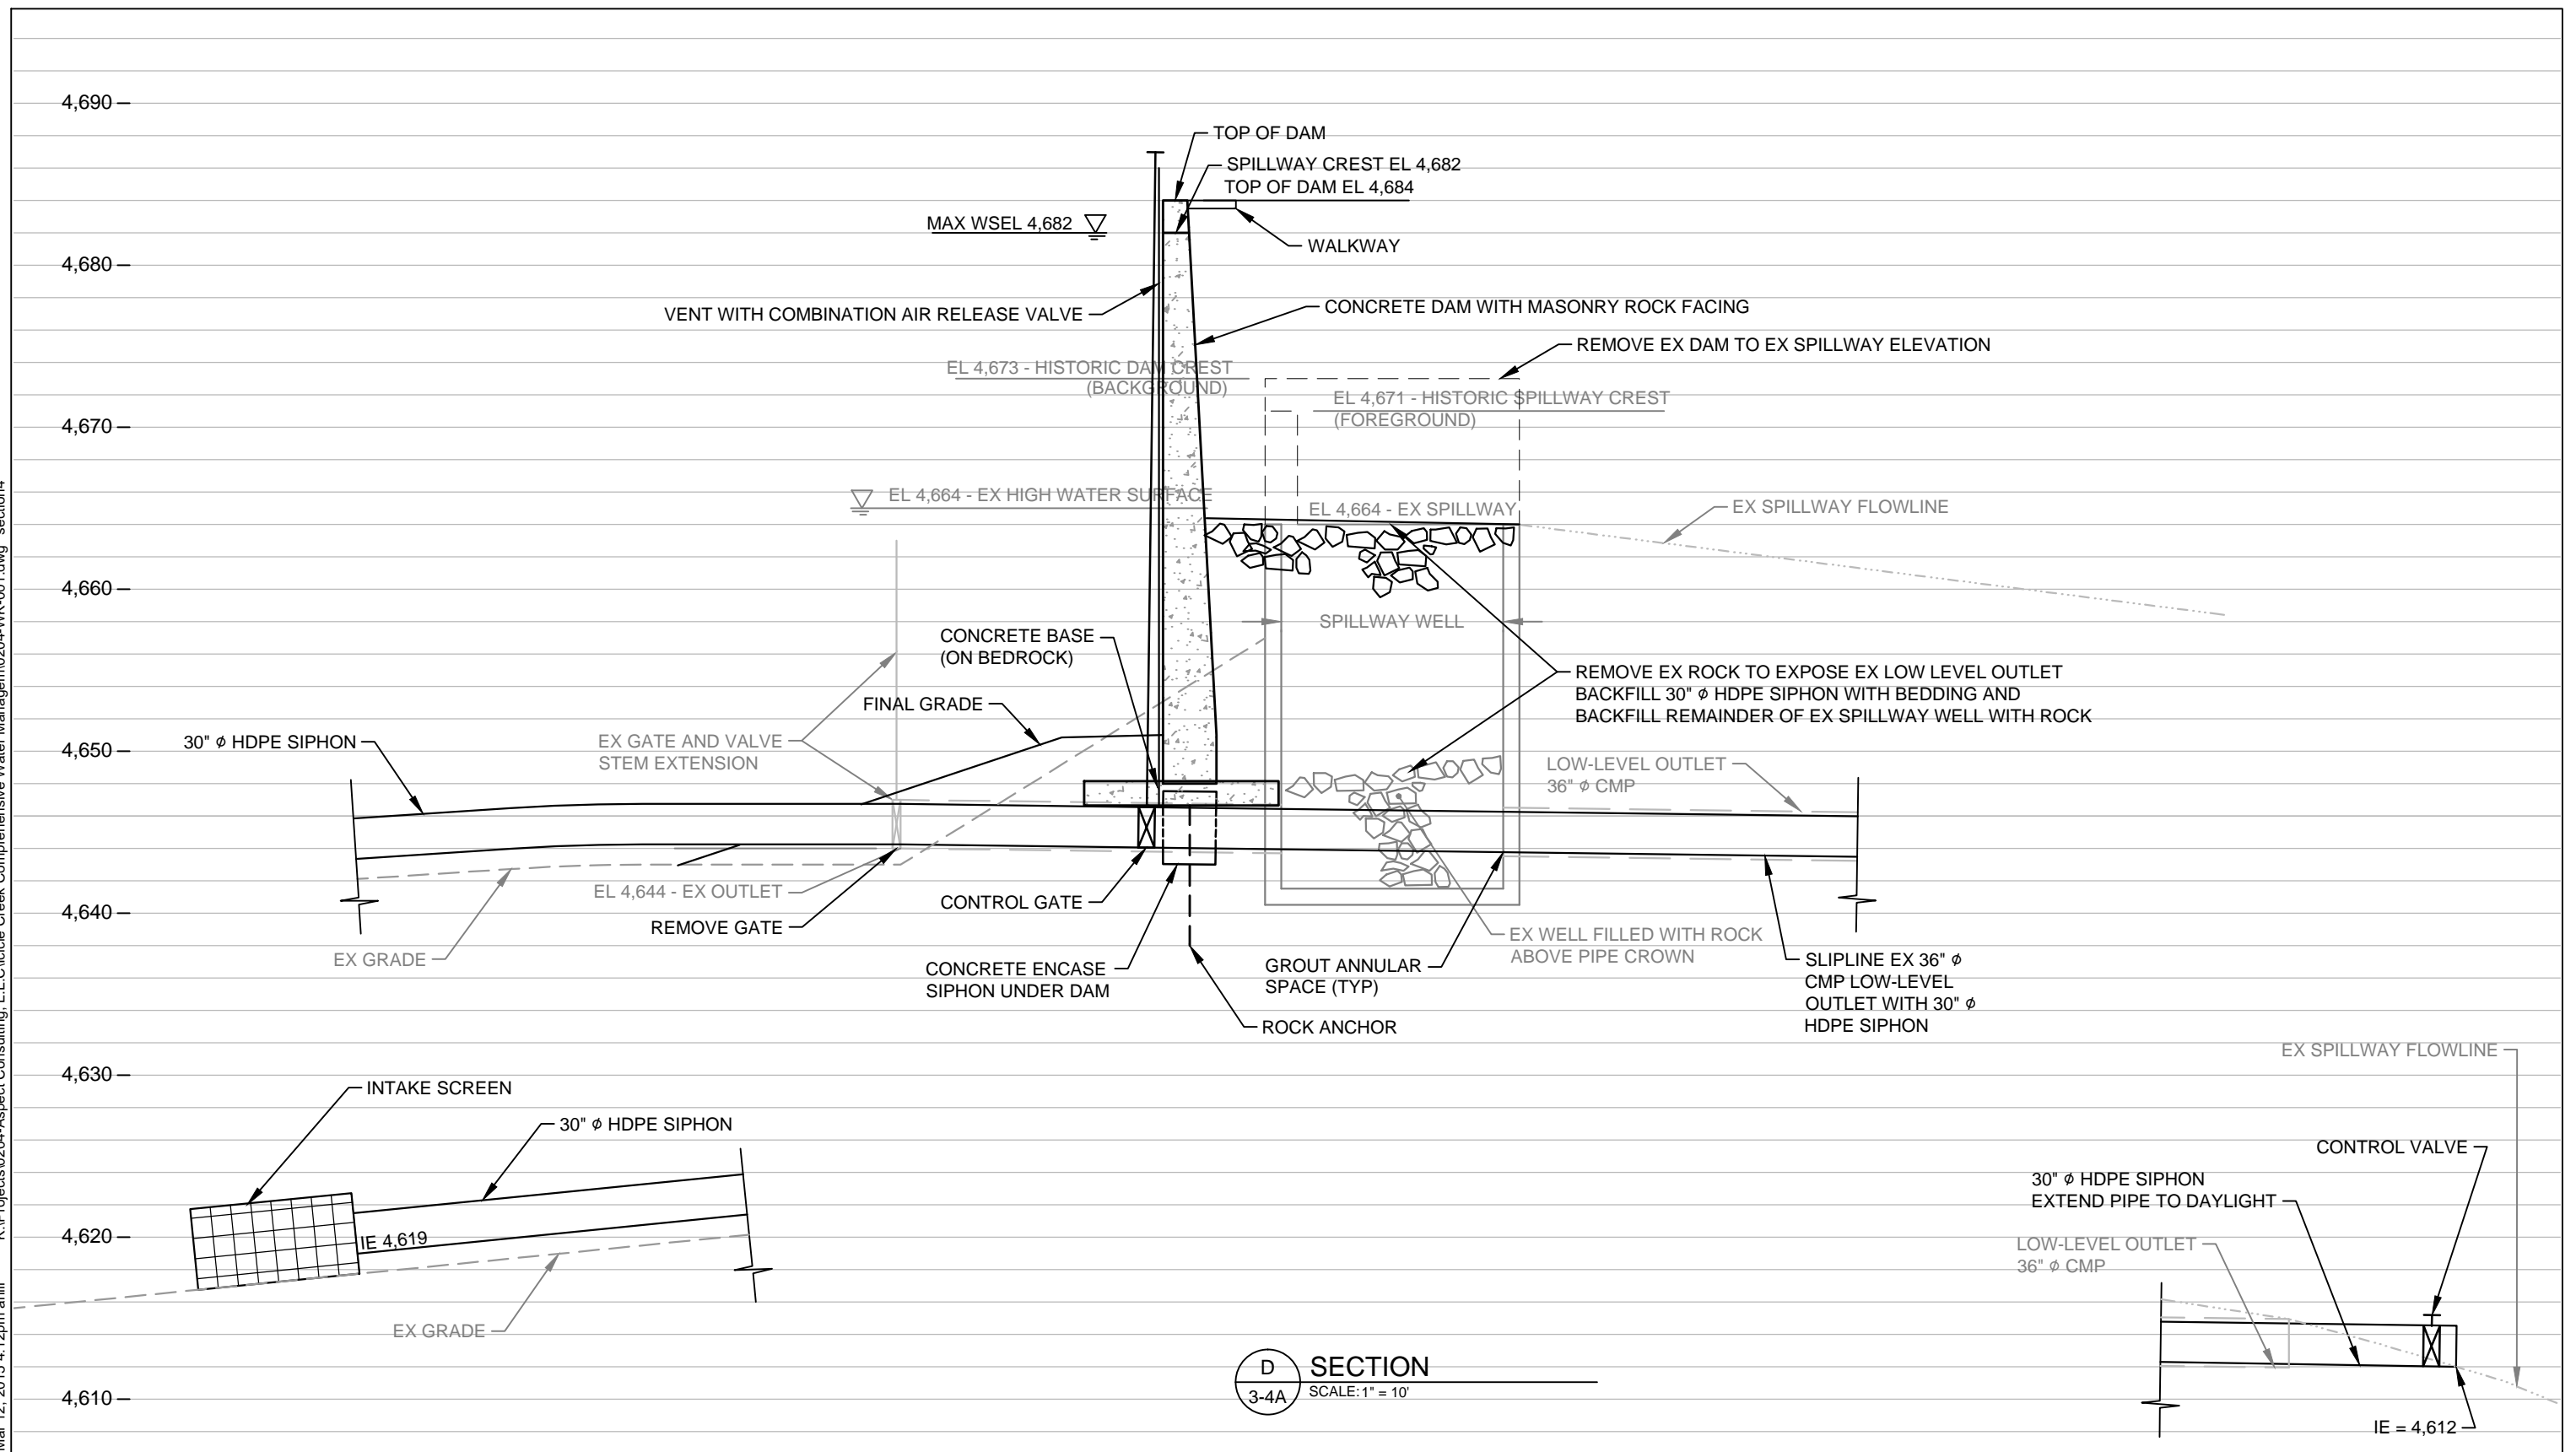 4,690
TOP OF DAM
SPILLWAY CREST EL 4,682
TOP OF DAM EL 4,684
MAX WSEL 4,682
WALKWAY
4,680
VENT WITH COMBINATION AIR RELEASE VALVE
CONCRETE DAM WITH MASONRY ROCK FACING
REMOVE EX DAM TO EX SPILLWAY ELEVATION
EL 4,673 - HISTORIC DAM CREST
(BACKGROUND)
EL 4,671 - HISTORIC SPILLWAY CREST
(FOREGROUND)
4,670
EL 4,664 - EX HIGH WATER SURFACE
EL 4,664 - EX SPILLWAY
EX SPILLWAY FLOWLINE
4,660
SPILLWAY WELL
CONCRETE BASE
(ON BEDROCK)
REMOVE EX ROCK TO EXPOSE EX LOW LEVEL OUTLET
BACKFILL 30" ϕ HDPE SIPHON WITH BEDDING AND
BACKFILL REMAINDER OF EX SPILLWAY WELL WITH ROCK
FINAL GRADE
30" ϕ HDPE SIPHON
4,650
EX GATE AND VALVE
STEM EXTENSION
LOW-LEVEL OUTLET
36" ϕ CMP
EL 4,644 - EX OUTLET
CONTROL GATE
4,640
REMOVE GATE
EX GRADE
EX WELL FILLED WITH ROCK
ABOVE PIPE CROWN
CONCRETE ENCASE
SIPHON UNDER DAM
GROUT ANNULAR
SPACE (TYP)
SLIPLINE EX 36" ϕ
CMP LOW-LEVEL
OUTLET WITH 30" ϕ
HDPE SIPHON
ROCK ANCHOR
EX SPILLWAY FLOWLINE
4,630
INTAKE SCREEN
30" ϕ HDPE SIPHON
CONTROL VALVE
30" ϕ HDPE SIPHON
EXTEND PIPE TO DAYLIGHT
4,620
IE 4,619
LOW-LEVEL OUTLET
36" ϕ CMP
EX GRADE
D
3-4A
SECTION
SCALE: 1" = 10'
4,610
IE = 4,612